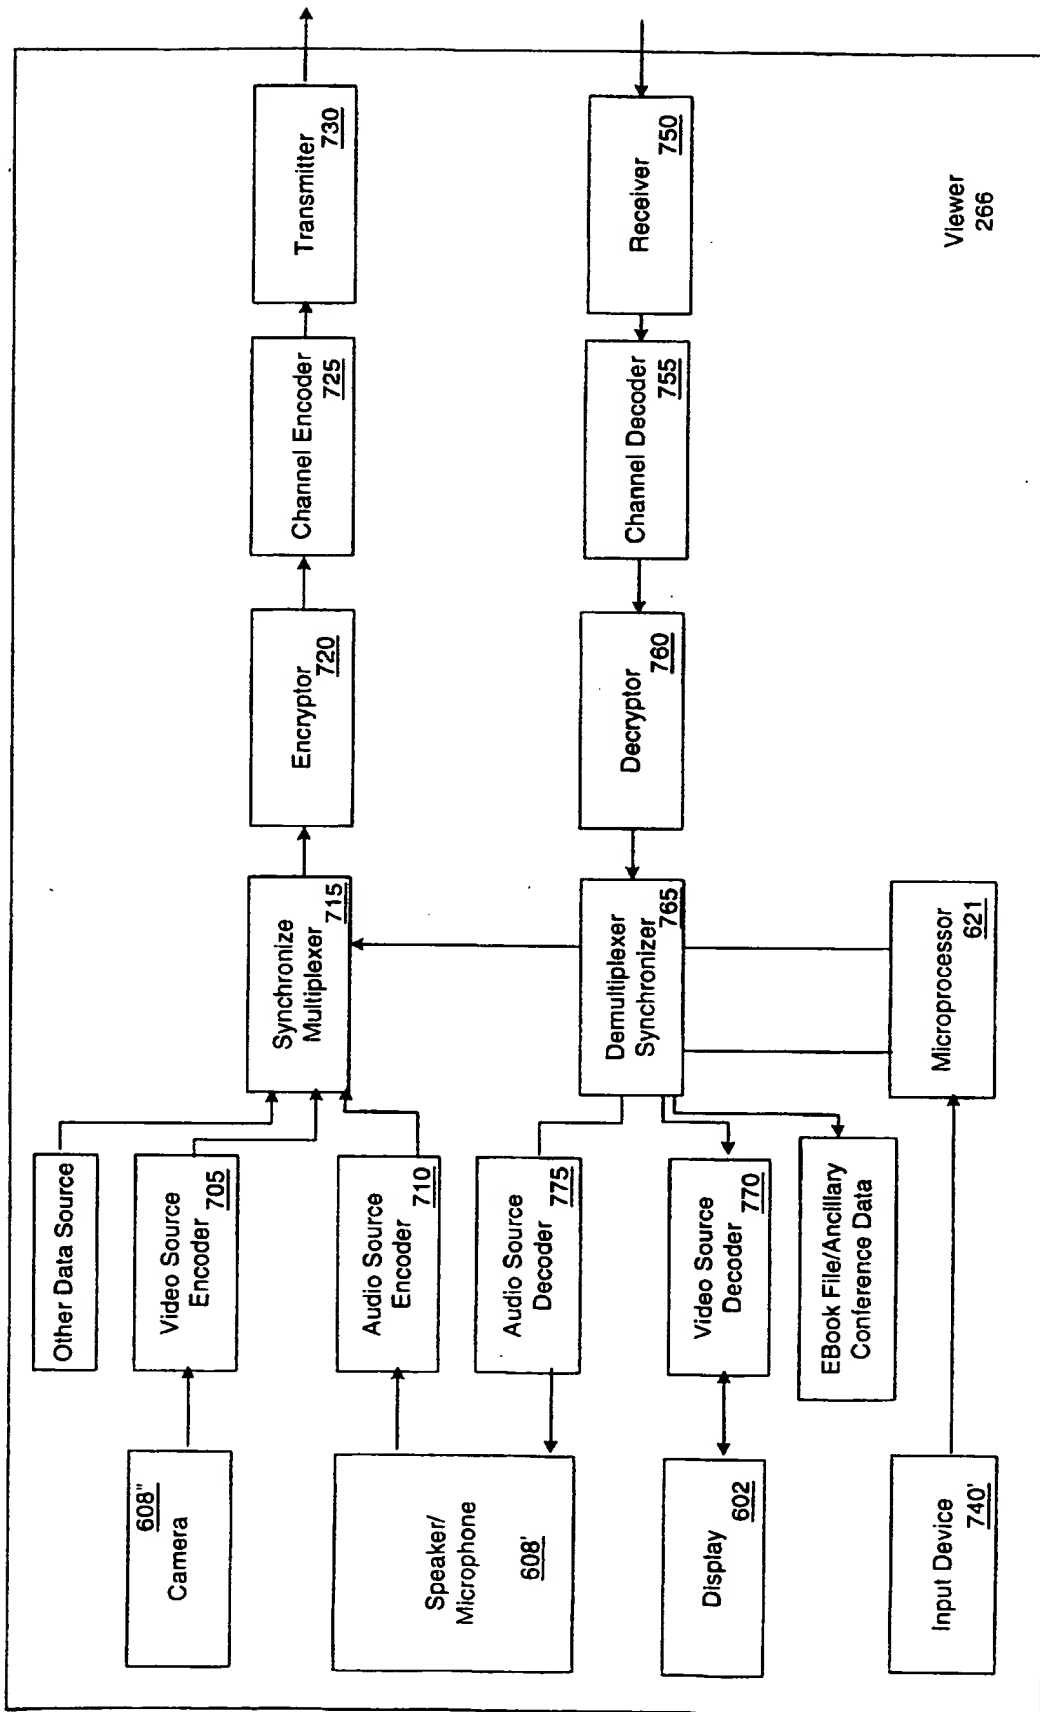 Other Data Source
Camera
608"
Video Source
Encoder
705
Synchronize
Multiplexer
715
Encryptor
720
Channel Encoder
725
Transmitter
730
Speaker/
Microphone
608'
Audio Source
Encoder
710
Audio Source
Decoder
775
Display
602
Video Source
Decoder
770
Demultiplexer
Synchronizer
765
Decryptor
760
Channel Decoder
755
Receiver
750
EBook File/Ancillary
Conference Data
Input Device
740'
Microprocessor
621
Viewer
266